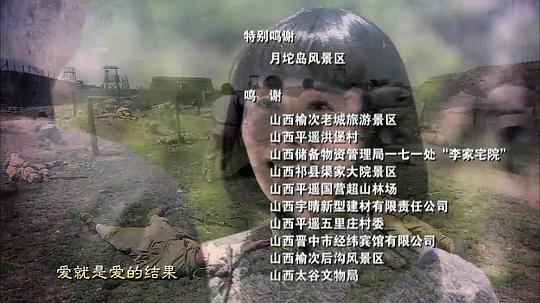 特别鸣谢
月坨岛风景区
鸣 谢
山西榆次老城旅游景区
山西平遥洪堡村
山西储备物资管理局一七一处“李家宅院”
山西祁县渠家大院景区
山西平遥国营超山林场
山西宇晴新型建材有限责任公司
山西平遥五里庄村委
山西晋中市经纬宾馆有限公司
山西榆次后沟风景区
山西太谷文物局
爱就是爱的结果